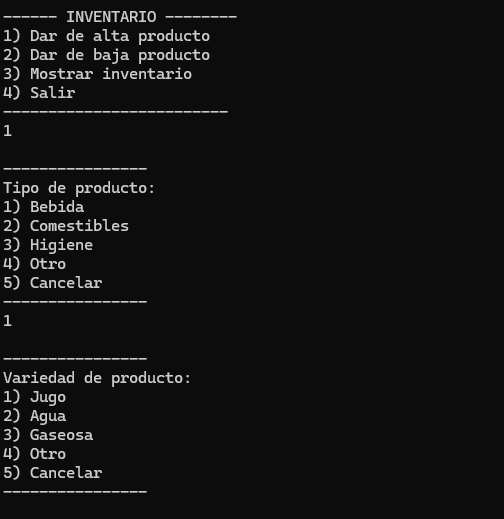 ------ INVENTARIO --------
1) Dar de alta producto
2) Dar de baja producto
3) Mostrar inventario
4) Salir
-------------------------
1
----------------
Tipo de producto:
1) Bebida
2) Comestibles
3) Higiene
4) Otro
5) Cancelar
----------------
1
----------------
Variedad de producto:
1) Jugo
2) Agua
3) Gaseosa
4) Otro
5) Cancelar
----------------